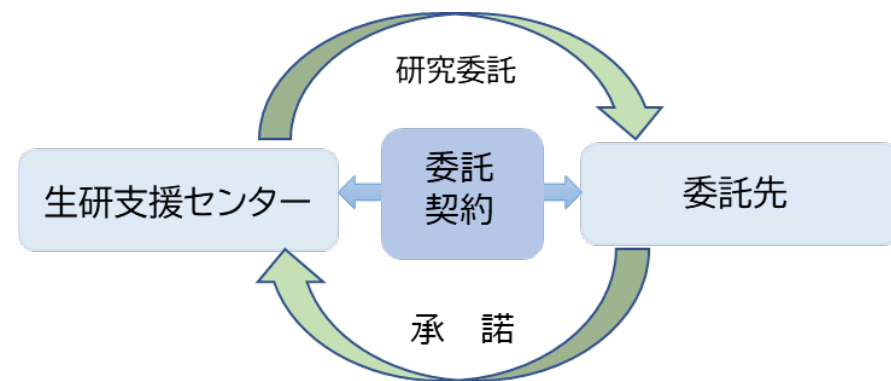 研究委託
委託
契約
生研支援センター
委託先
承　諾